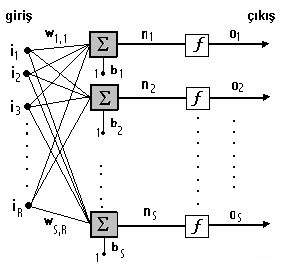 giriş çıkış
w1,1 Σ n1 f o1
i1 1 b1
i2 Σ n2 f o2
i3 1 b2
iR Σ nS f oS
wS,R 1 bS